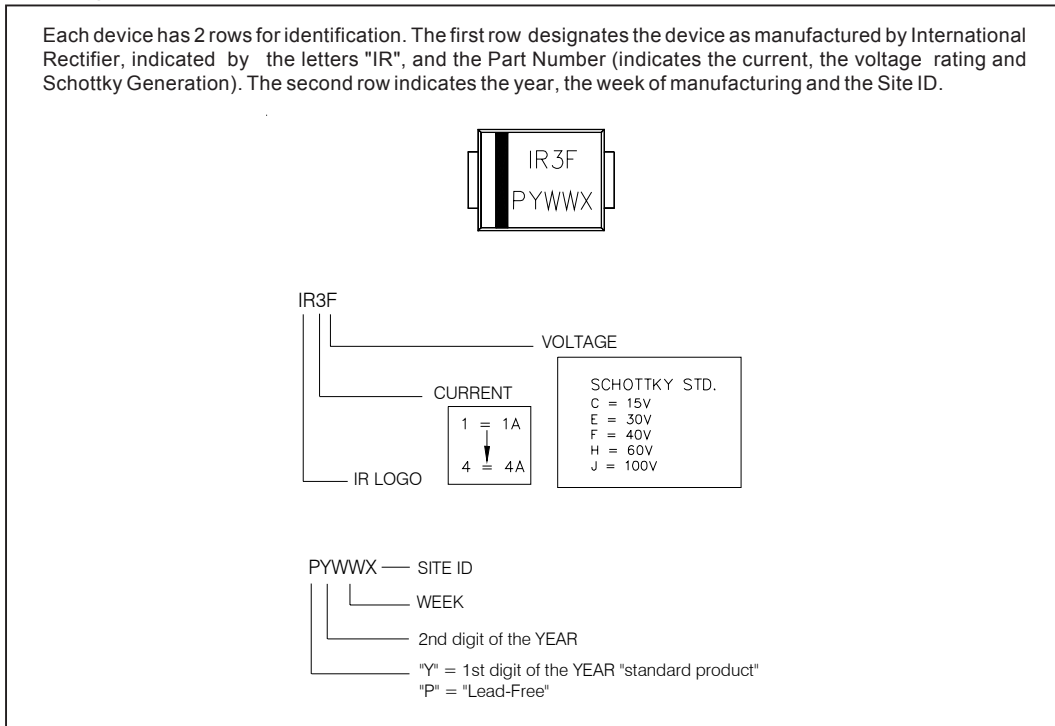 Each device has 2 rows for identification. The first row designates the device as manufactured by International
Rectifier, indicated by the letters "IR", and the Part Number (indicates the current, the voltage rating and
Schottky Generation). The second row indicates the year, the week of manufacturing and the Site ID.
IR3F
PYWWX
IR3F
VOLTAGE
SCHOTTKY STD.
C = 15V
E = 30V
F = 40V
H = 60V
J = 100V
CURRENT
1 = 1A
4 = 4A
IR LOGO
PYWWX
SITE ID
WEEK
2nd digit of the YEAR
"Y" = 1st digit of the YEAR "standard product"
"P" = "Lead-Free"